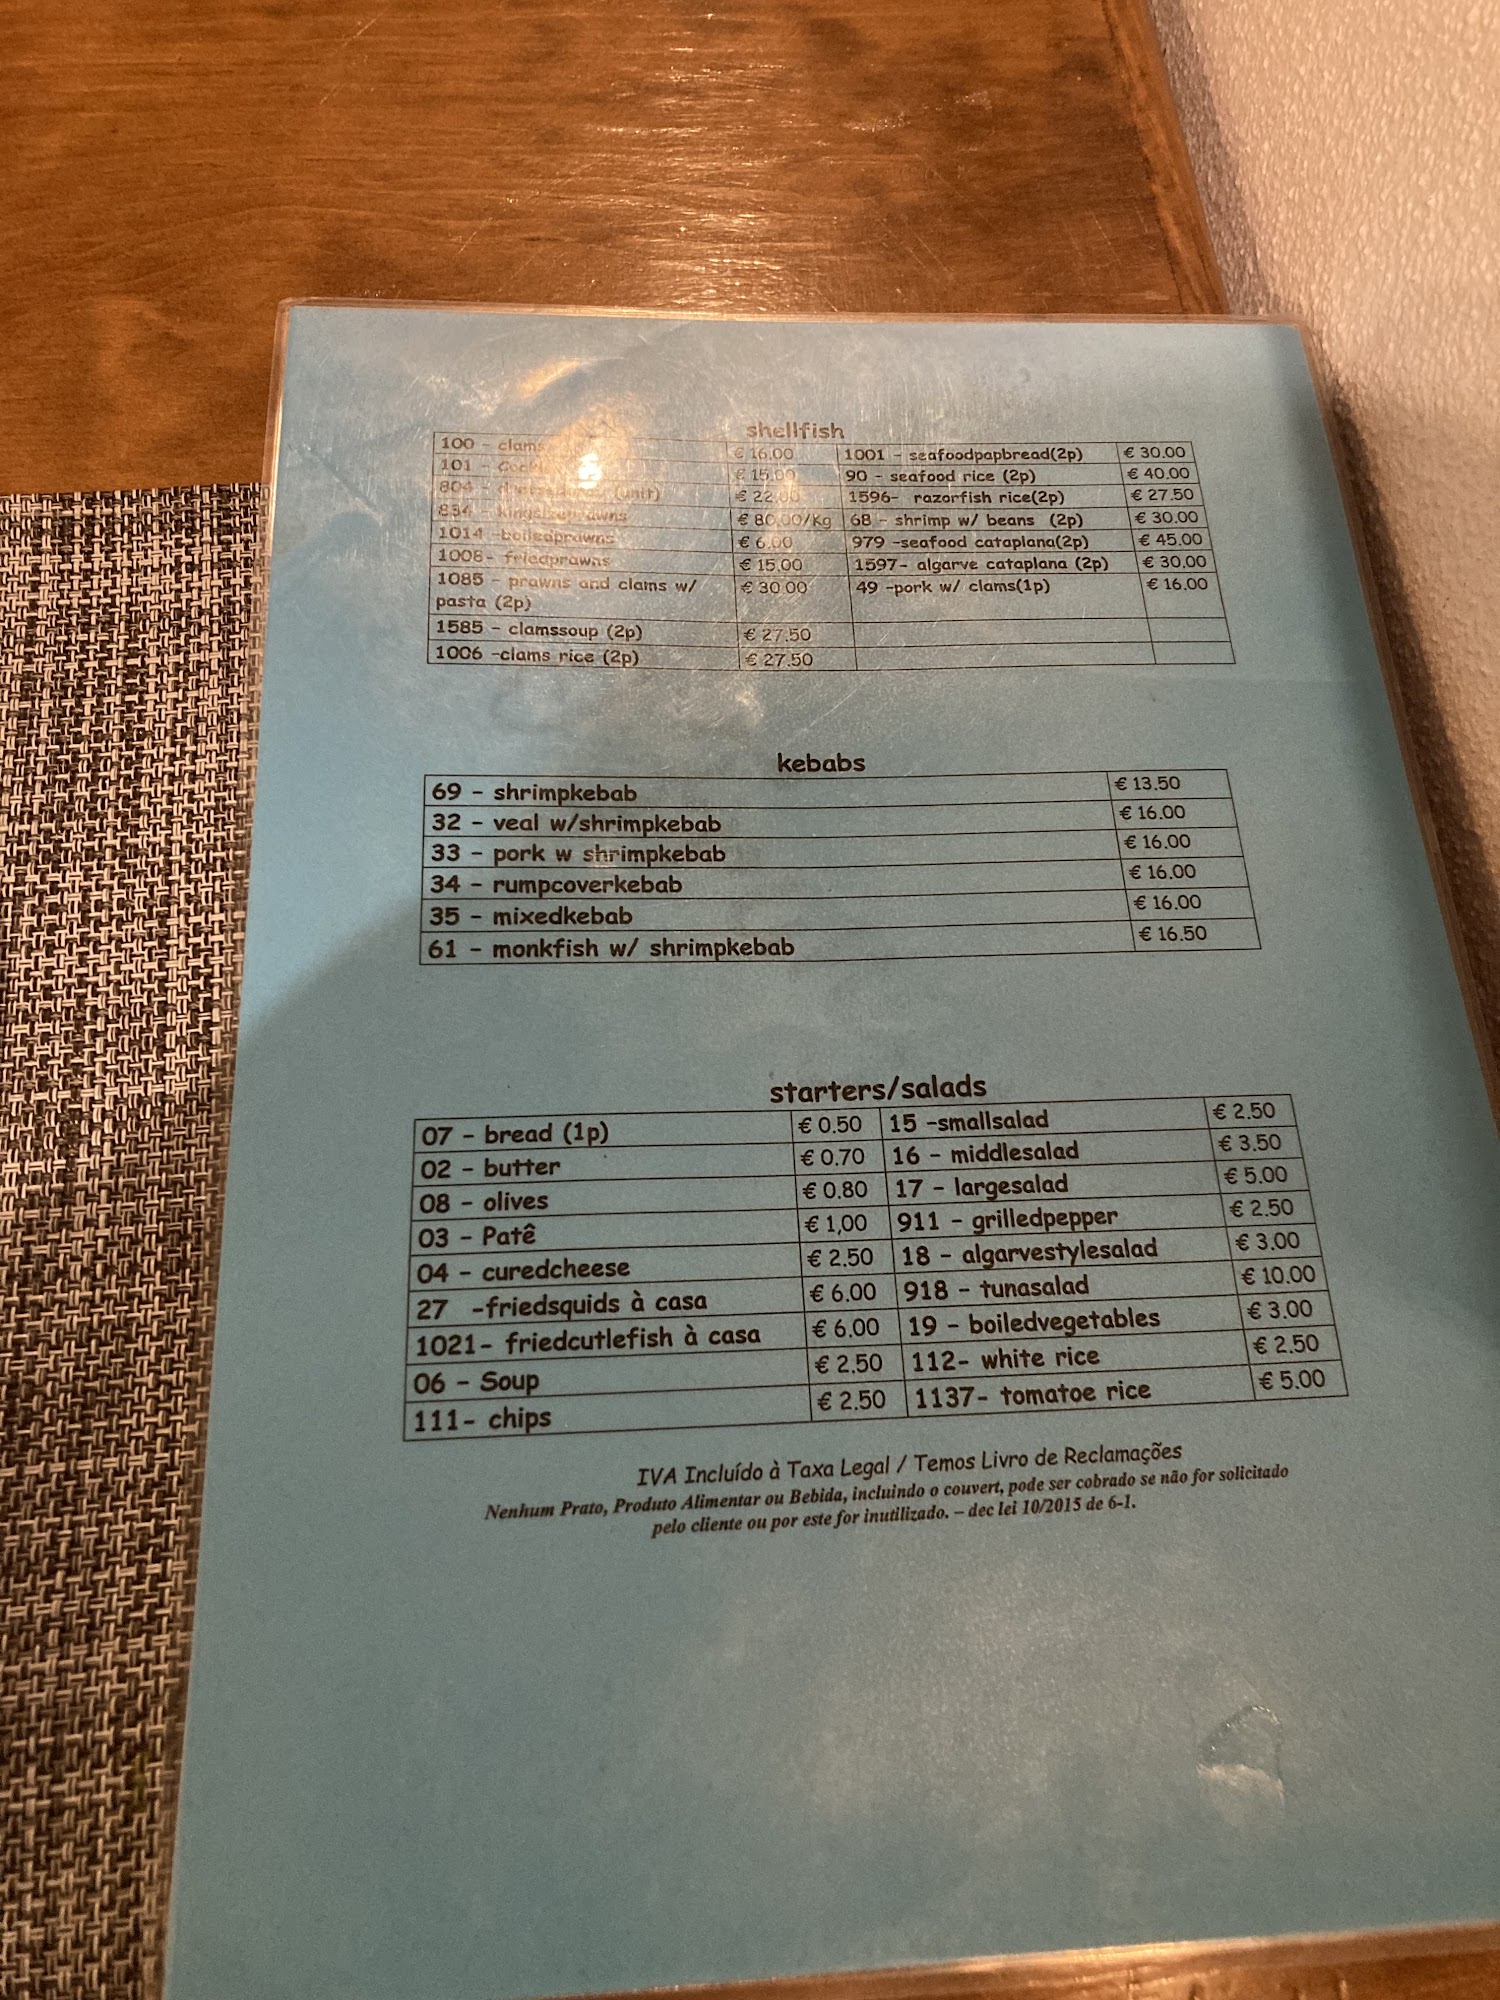 shellfish
100 - clams € 16.00 1001 - seafoodpapbread(2p) € 30.00
101 - € 15.00 90 - seafood rice (2p) € 40.00
804 - (unit) € 22.00 1596- razorfish rice(2p) € 27.50
834 - kingsizeprawns € 80.00/Kg 68 - shrimp w/ beans (2p) € 30.00
1014 -boiledprawns € 6.00 979 -seafood cataplana(2p) € 45.00
1008- friedprawns € 15.00 1597- algarve cataplana (2p) € 30.00
1085 - prawns and clams w/ € 30.00 49 -pork w/ clams(1p) € 16.00
pasta (2p)
1585 - clamssoup (2p) € 27.50
1006 -clams rice (2p) € 27.50
kebabs
69 - shrimpkebab € 13.50
32 - veal w/shrimpkebab € 16.00
33 - pork w shrimpkebab € 16.00
34 - rumpcoverkebab € 16.00
35 - mixedkebab € 16.00
61 - monkfish w/ shrimpkebab € 16.50
starters/salads
07 - bread (1p) € 0.50 15 -smallsalad € 2.50
02 - butter € 0.70 16 - middlesalad € 3.50
08 - olives € 0.80 17 - largesalad € 5.00
03 - Patê € 1,00 911 - grilledpepper € 2.50
04 - curedcheese € 2.50 18 - algarvestylesalad € 3.00
27 -friedsquids à casa € 6.00 918 - tunasalad € 10.00
1021- friedcutlefish à casa € 6.00 19 - boiledvegetables € 3.00
06 - Soup € 2.50 112- white rice € 2.50
111- chips € 2.50 1137- tomatoe rice € 5.00
IVA Incluído à Taxa Legal / Temos Livro de Reclamações
Nenhum Prato, Produto Alimentar ou Bebida, incluindo o couvert, pode ser cobrado se não for solicitado
pelo cliente ou por este for inutilizado. – dec lei 10/2015 de 6-1.